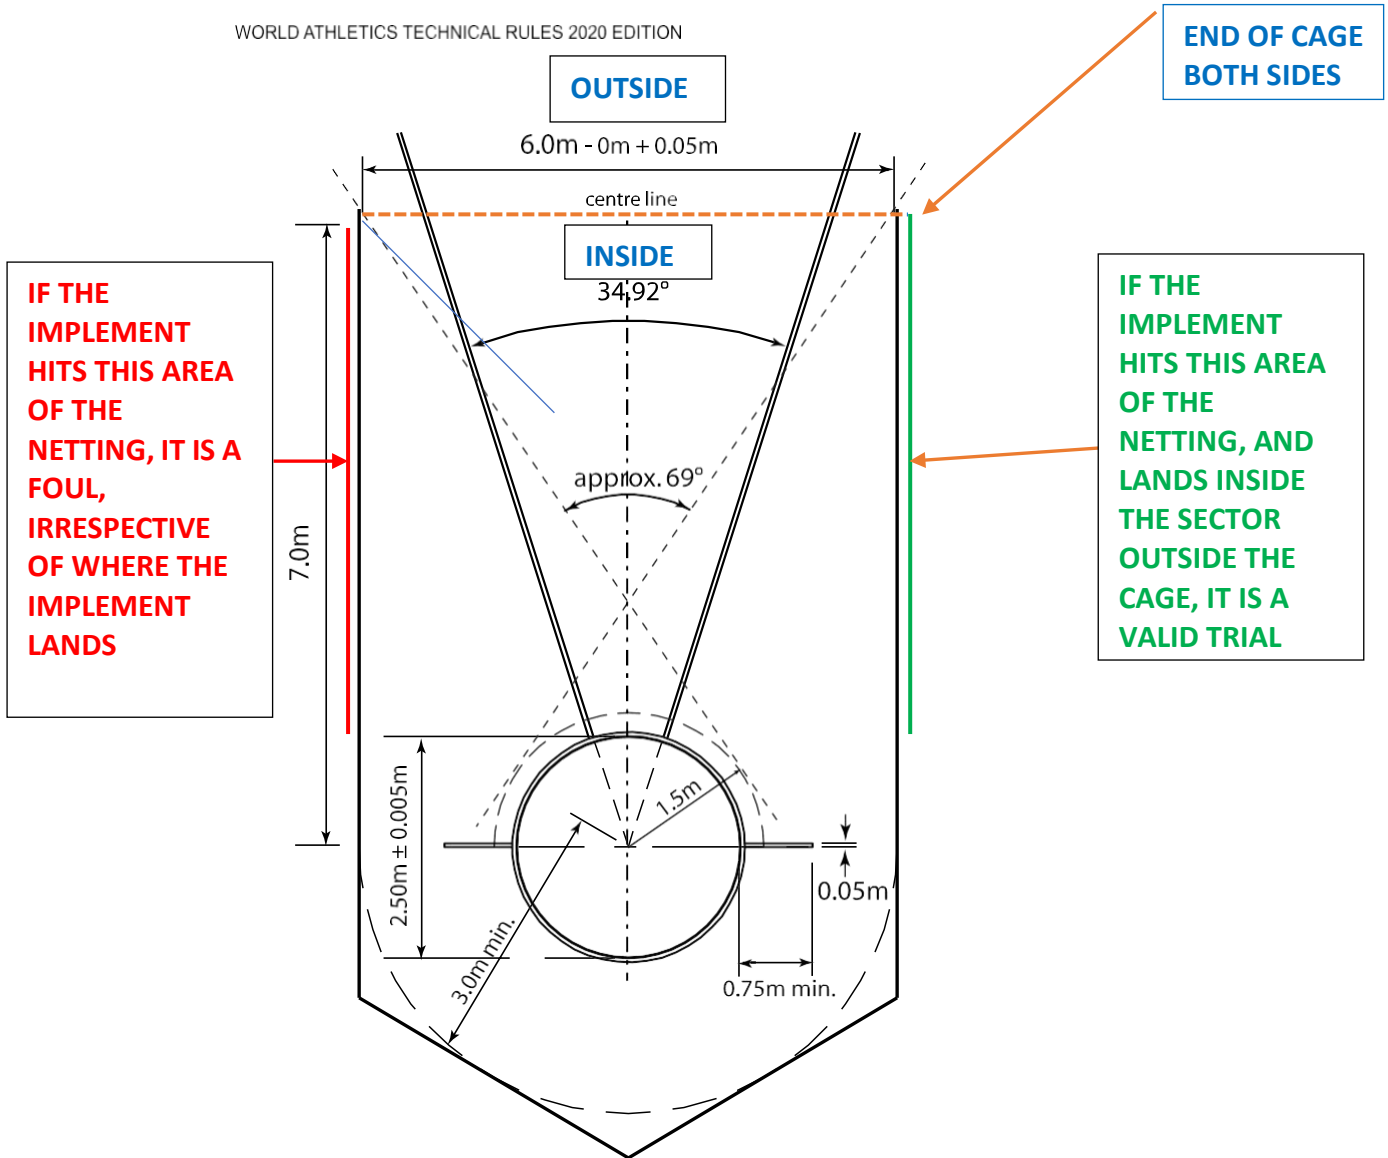 WORLD ATHLETICS TECHNICAL RULES 2020 EDITION
END OF CAGE
BOTH SIDES
OUTSIDE
6.0m - 0m + 0.05m
centre line
INSIDE
34.92°
IF THE
IMPLEMENT
HITS THIS AREA
OF THE
NETTING, IT IS A
FOUL,
IRRESPECTIVE
OF WHERE THE
IMPLEMENT
LANDS
IF THE
IMPLEMENT
HITS THIS AREA
OF THE
NETTING, AND
LANDS INSIDE
THE SECTOR
OUTSIDE THE
CAGE, IT IS A
VALID TRIAL
approx. 69°
7.0m
1.5m
2.50m ± 0.005m
0.05m
3.0m min.
0.75m min.